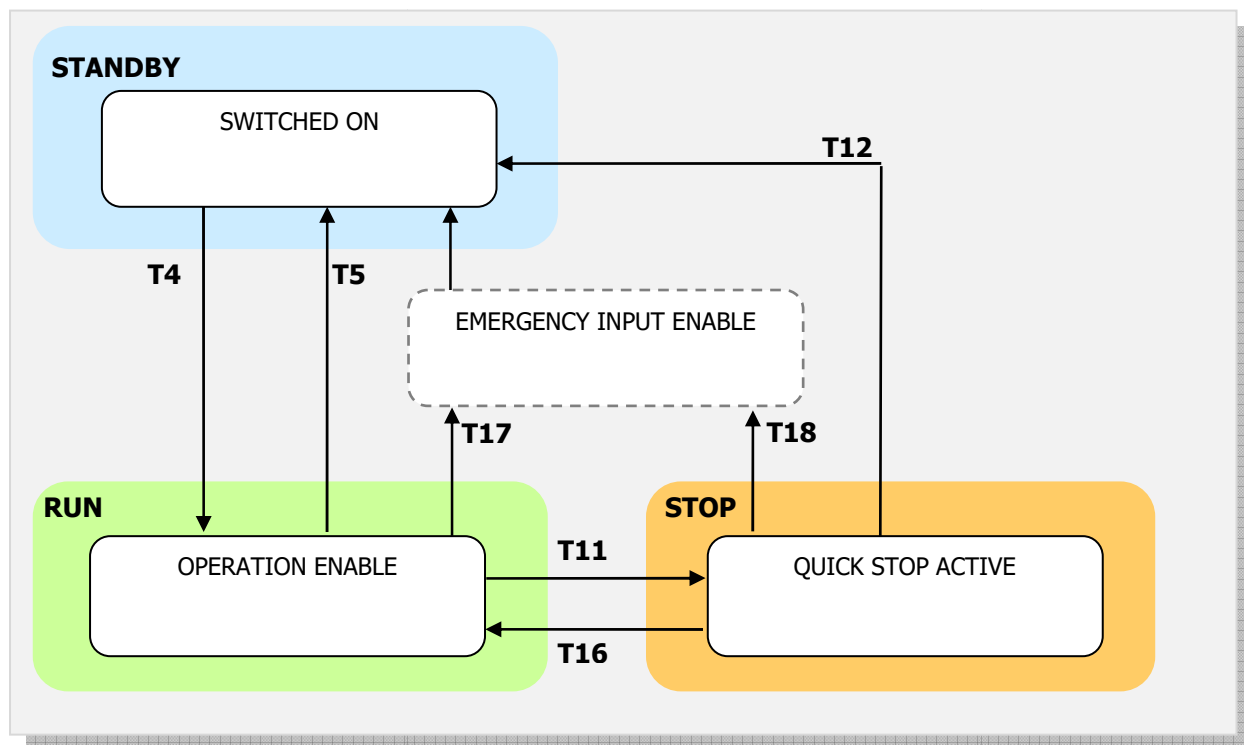 STANDBY
SWITCHED ON
T12
T4
T5
EMERGENCY INPUT ENABLE
T17
T18
RUN
STOP
OPERATION ENABLE
T11
QUICK STOP ACTIVE
T16